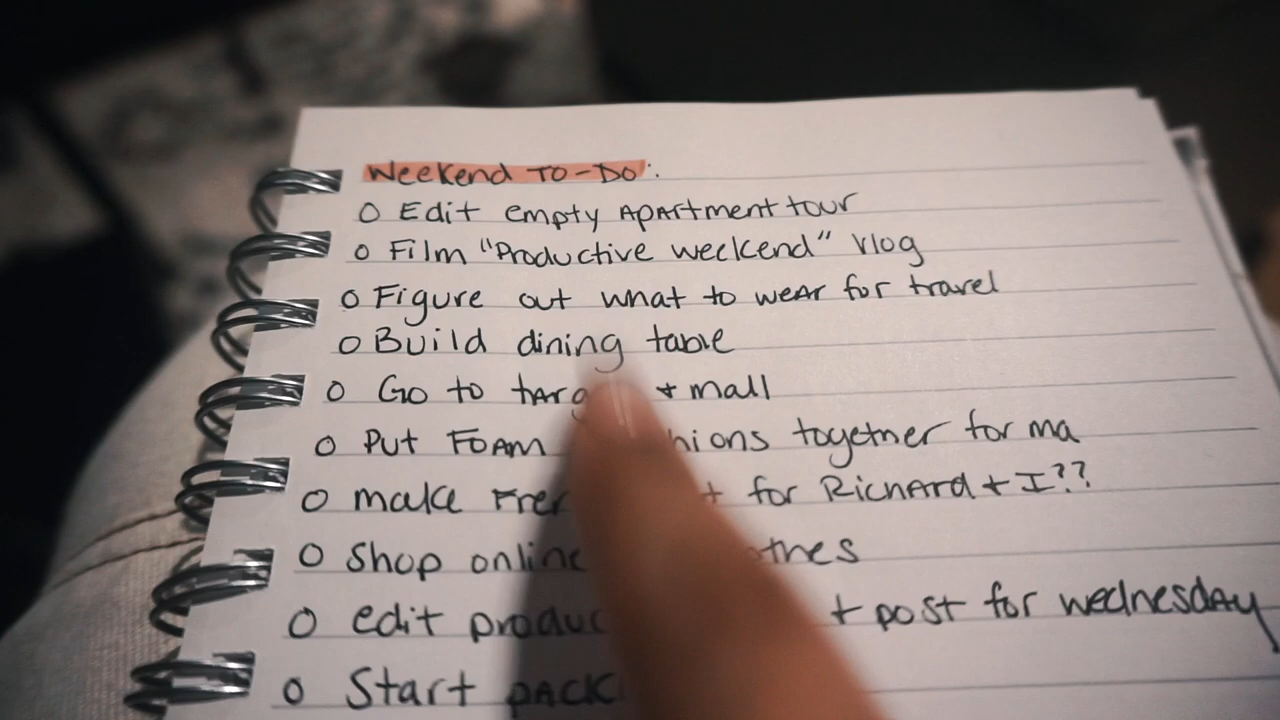 Weekend TO-DO:
O Edit empty Apartment tour
O Film "Productive weekend" Vlog
O Figure out what to wear for travel
O Build dining table
O Go to targ + mall
O Put FOAM hions together for ma
O make Fre t for Richard + I??
O Shop online othes
O edit produc + post for wednesday
O Start pack